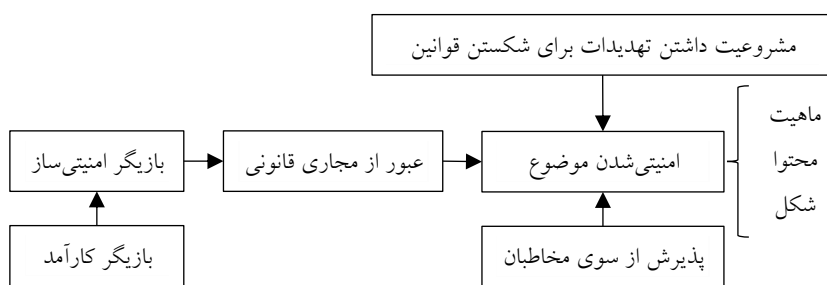 مشروعیت داشتن تهدیدات برای شکستن قوانین
ماهیت
محتوا
شکل
امنیتی‌شدن موضوع
عبور از مجاری قانونی
بازیگر امنیتی‌ساز
پذیرش از سوی مخاطبان
بازیگر کارآمد